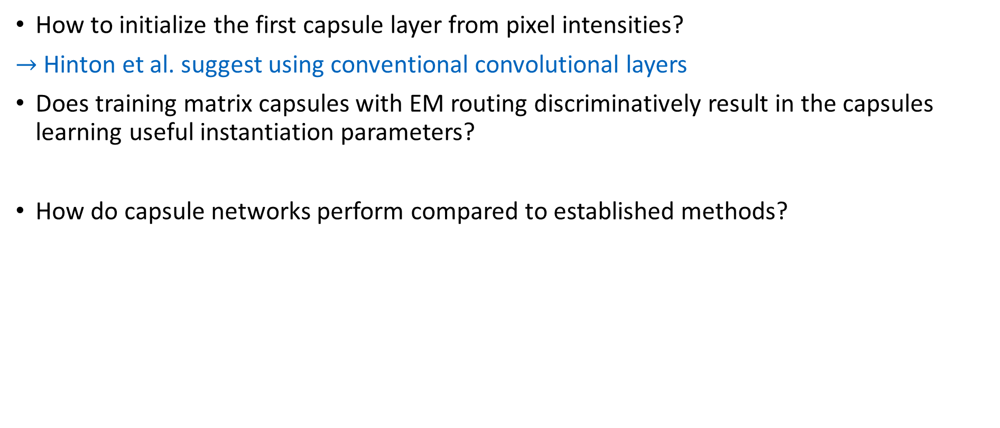 • How to initialize the first capsule layer from pixel intensities?
→ Hinton et al. suggest using conventional convolutional layers
• Does training matrix capsules with EM routing discriminatively result in the capsules
learning useful instantiation parameters?
• How do capsule networks perform compared to established methods?